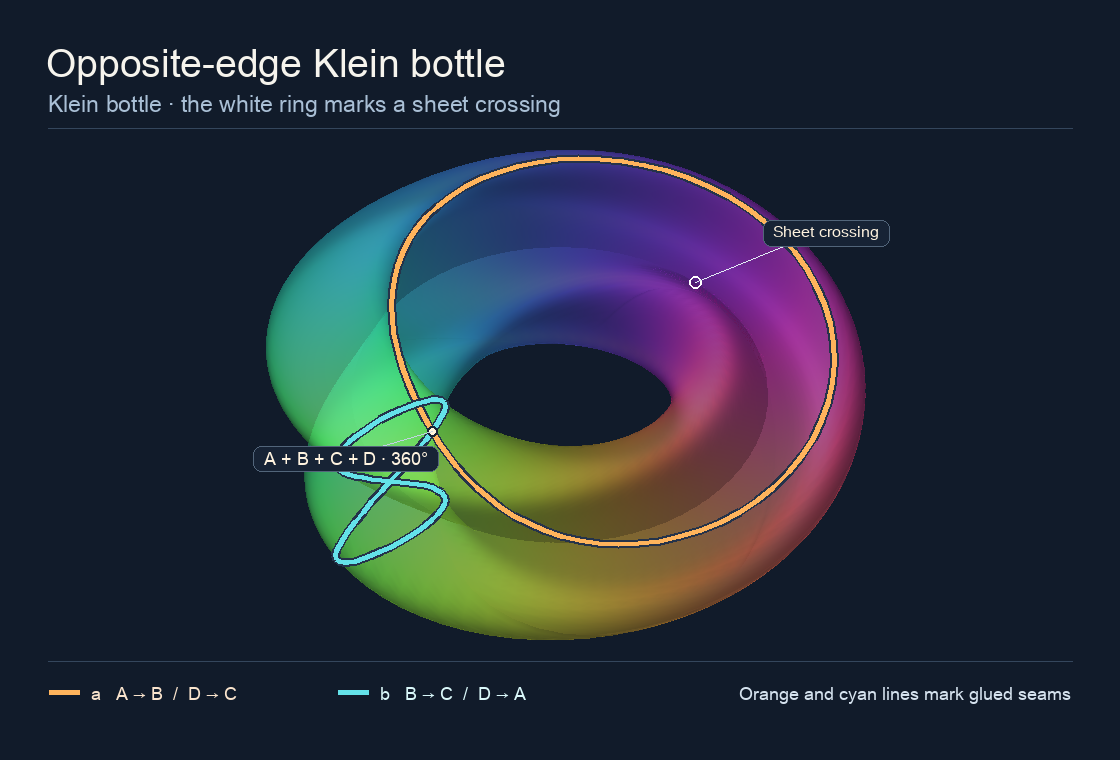 Opposite-edge Klein bottle
Klein bottle · the white ring marks a sheet crossing
Sheet crossing
A + B + C + D · 360°
a A→B / D→C
b B→C / D→A
Orange and cyan lines mark glued seams